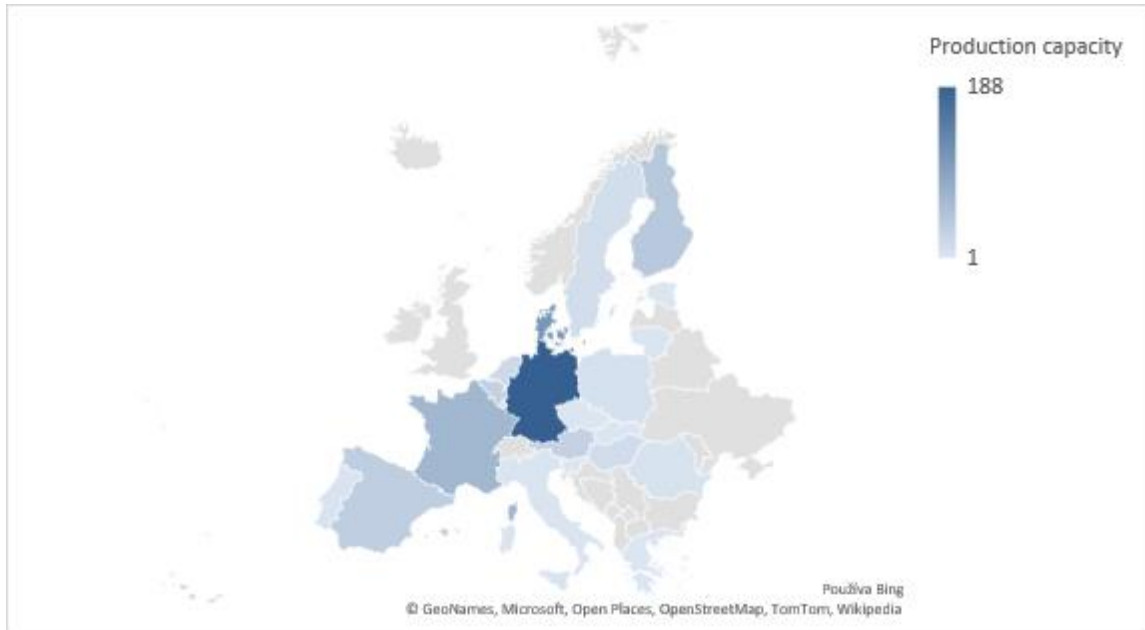 Production capacity
188
1
Používa Bing
© GeoNames, Microsoft, Open Places, OpenStreetMap, TomTom, Wikipedia